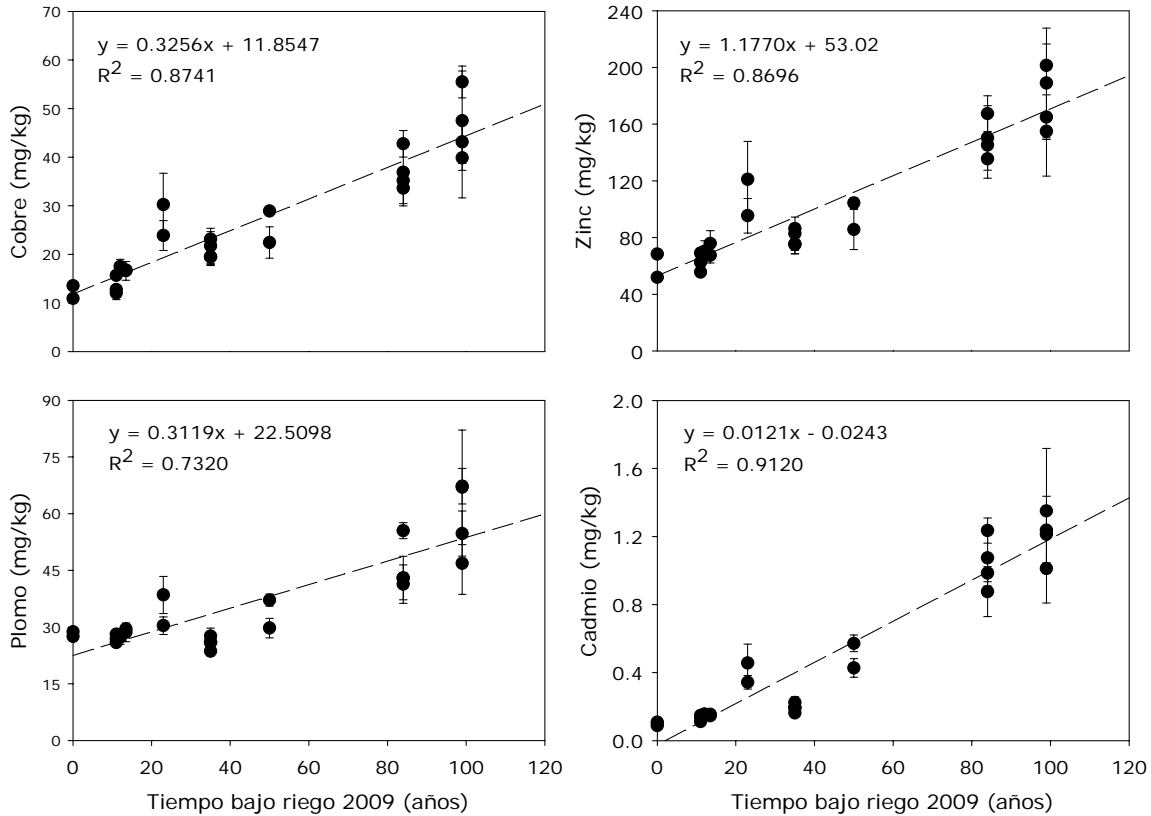 70
60
50
40
30
20
10
0
Cobre (mg/kg)
y = 0.3256x + 11.8547
R2 = 0.8741
240
200
160
120
80
40
0
Zinc (mg/kg)
y = 1.1770x + 53.02
R2 = 0.8696
90
75
60
45
30
15
0
Plomo (mg/kg)
y = 0.3119x + 22.5098
R2 = 0.7320
0 20 40 60 80 100 120
Tiempo bajo riego 2009 (años)
2.0
1.6
1.2
0.8
0.4
0.0
Cadmio (mg/kg)
y = 0.0121x - 0.0243
R2 = 0.9120
0 20 40 60 80 100 120
Tiempo bajo riego 2009 (años)